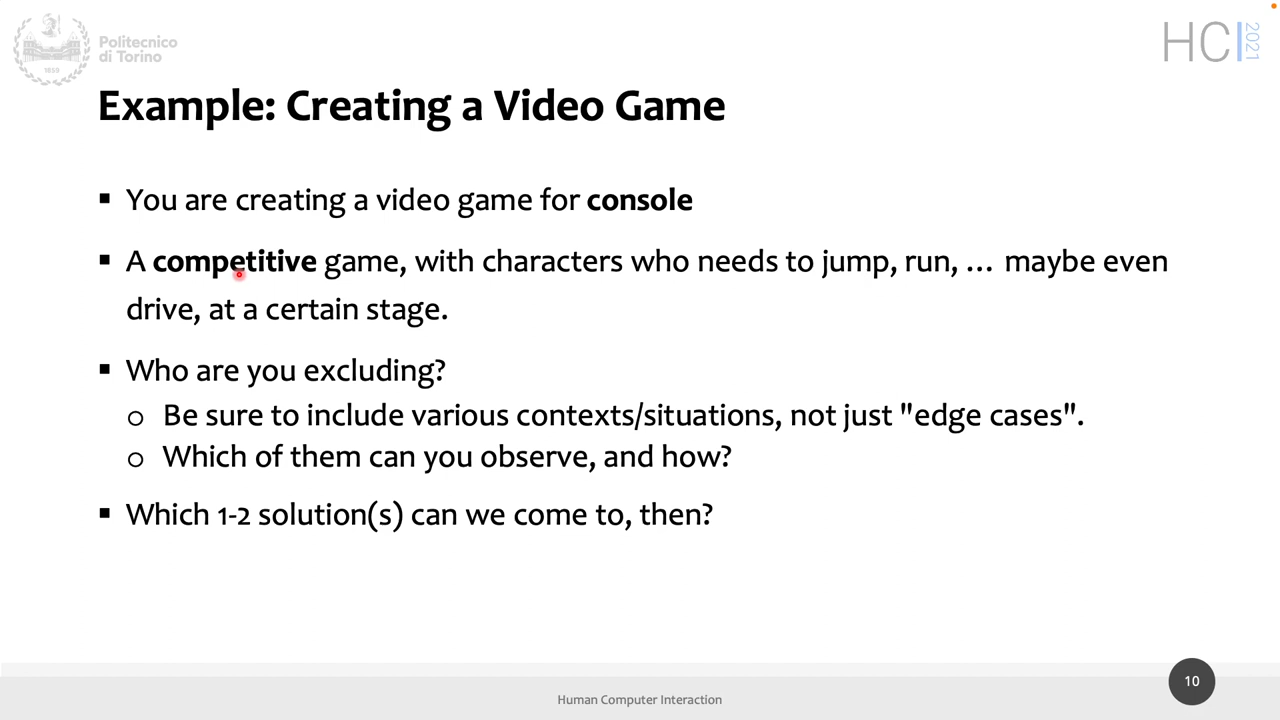 Politecnico
di Torino
1859
HCI 2021
Example: Creating a Video Game
▪ You are creating a video game for console
▪ A competitive game, with characters who needs to jump, run, … maybe even
drive, at a certain stage.
▪ Who are you excluding?
o Be sure to include various contexts/situations, not just "edge cases".
o Which of them can you observe, and how?
▪ Which 1-2 solution(s) can we come to, then?
Human Computer Interaction
10